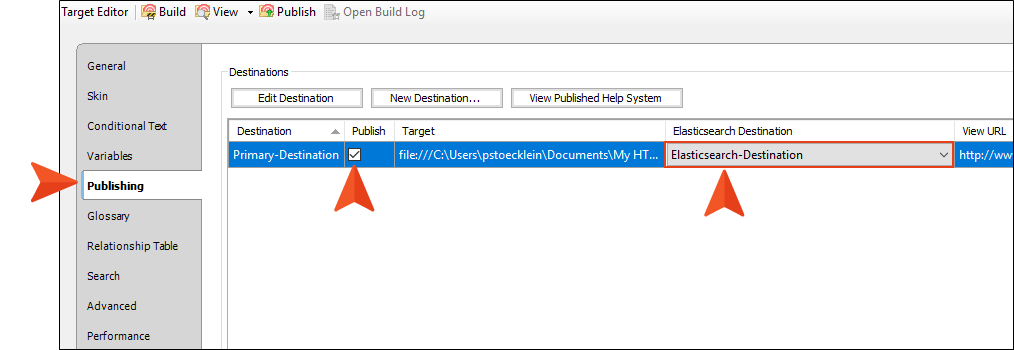 Target Editor Build View Publish Open Build Log
General
Skin
Conditional Text
Variables
Publishing
Glossary
Relationship Table
Search
Advanced
Performance
Destinations
Edit Destination New Destination... View Published Help System
Destination Publish Target Elasticsearch Destination View URL
Primary-Destination file:///C:\Users\pstoecklein\Documents\My HT... Elasticsearch-Destination http://ww